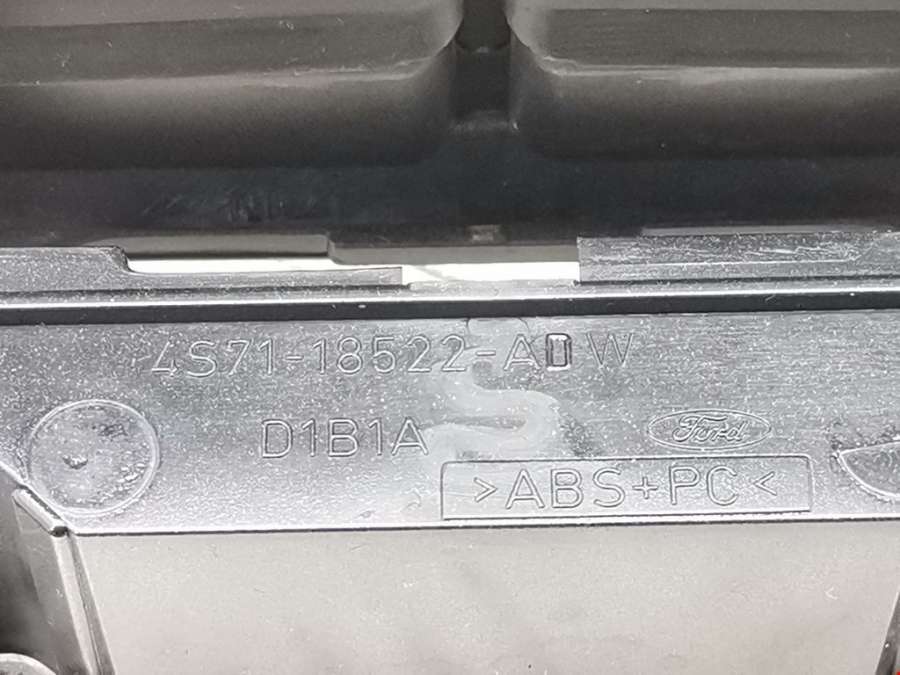 4S71-18522-ADW
D1B1A
Ford
>ABS+PC<